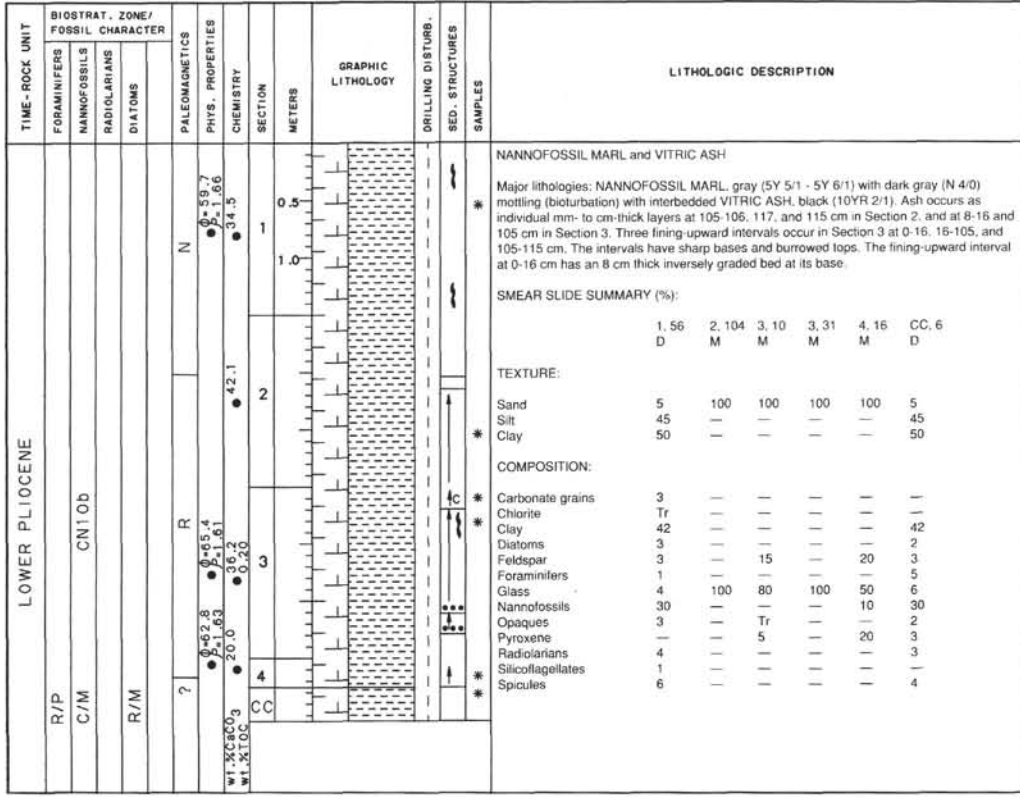 TIME-ROCK UNIT
BIOSTRAT. ZONE/
FOSSIL CHARACTER
FORAMINIFERS
NANNOFOSSILS
RADIOLARIANS
DIATOMS
PALEOMAGNETICS
PHYS. PROPERTIES
CHEMISTRY
SECTION
METERS
GRAPHIC
LITHOLOGY
DRILLING DISTURB.
SED. STRUCTURES
SAMPLES
LITHOLOGIC DESCRIPTION
LOWER PLIOCENE
R/P
CN10b
C/M
R/M
N
R
?
Φ=59.7
P=1.66
Φ=65.4
P=1.61
Φ=62.8
P=1.63
34.5
42.1
36.2
0.20
20.0
wt.%CaCO3
wt.%TOC
1
2
3
4
CC
0.5
1.0
C
*
*
*
*
*
*
NANNOFOSSIL MARL and VITRIC ASH
Major lithologies: NANNOFOSSIL MARL, gray (5Y 5/1 - 5Y 6/1) with dark gray (N 4/0)
mottling (bioturbation) with interbedded VITRIC ASH, black (10YR 2/1). Ash occurs as
individual mm- to cm-thick layers at 105-106, 117, and 115 cm in Section 2, and at 8-16 and
105 cm in Section 3. Three fining-upward intervals occur in Section 3 at 0-16, 16-105, and
105-115 cm. The intervals have sharp bases and burrowed tops. The fining-upward interval
at 0-16 cm has an 8 cm thick inversely graded bed at its base.
SMEAR SLIDE SUMMARY (%):
1, 56 2, 104 3, 10 3, 31 4, 16 CC, 6
D M M M M D
TEXTURE:
Sand 5 100 100 100 100 5
Silt 45 — — — — 45
Clay 50 — — — — 50
COMPOSITION:
Carbonate grains 3 — — — — —
Chlorite Tr — — — — —
Clay 42 — — — — 42
Diatoms 3 — — — — 2
Feldspar 3 — 15 — 20 3
Foraminifers 1 — — — — 5
Glass 4 100 80 100 50 6
Nannofossils 30 — — — 10 30
Opaques 3 — Tr — — 2
Pyroxene — — 5 — 20 3
Radiolarians 4 — — — — 3
Silicoflagellates 1 — — — — —
Spicules 6 — — — — 4